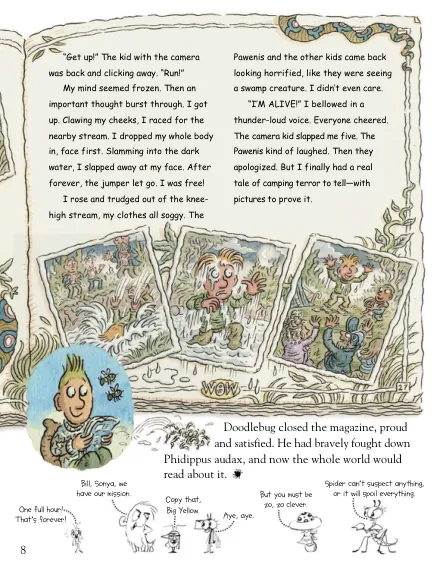 "Get up!" The kid with the camera
was back and clicking away. "Run!"
My mind seemed frozen. Then an
important thought burst through. I got
up. Clawing my cheeks, I raced for the
nearby stream. I dropped my whole body
in, face first. Slamming into the dark
water, I slapped away at my face. After
forever, the jumper let go. I was free!
I rose and trudged out of the knee-
high stream, my clothes all soggy. The
Pawenis and the other kids came back
looking horrified, like they were seeing
a swamp creature. I didn't even care.
"I'M ALIVE!" I bellowed in a
thunder-loud voice. Everyone cheered.
The camera kid slapped me five. The
Pawenis kind of laughed. Then they
apologized. But I finally had a real
tale of camping terror to tell—with
pictures to prove it.
WOW
27
Doodlebug closed the magazine, proud
and satisfied. He had bravely fought down
Phidippus audax, and now the whole world would
read about it.
One full hour!
That's forever!
Bill, Sonya, we
have our mission.
Copy that,
Big Yellow.
Aye, aye.
But you must be
zo, zo clever.
Spider can't suspect anything,
or it will spoil everything.
8